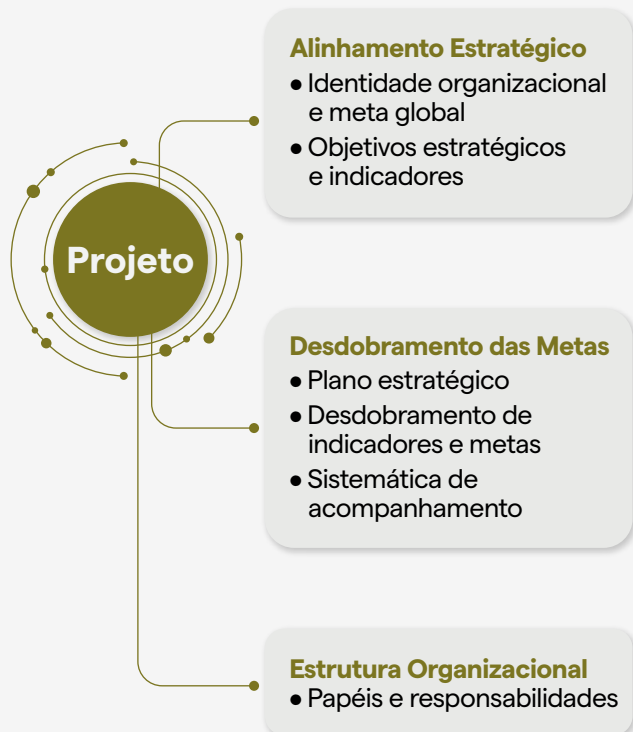 Projeto
Alinhamento Estratégico
• Identidade organizacional
e meta global
• Objetivos estratégicos
e indicadores
Desdobramento das Metas
• Plano estratégico
• Desdobramento de
indicadores e metas
• Sistemática de
acompanhamento
Estrutura Organizacional
• Papéis e responsabilidades